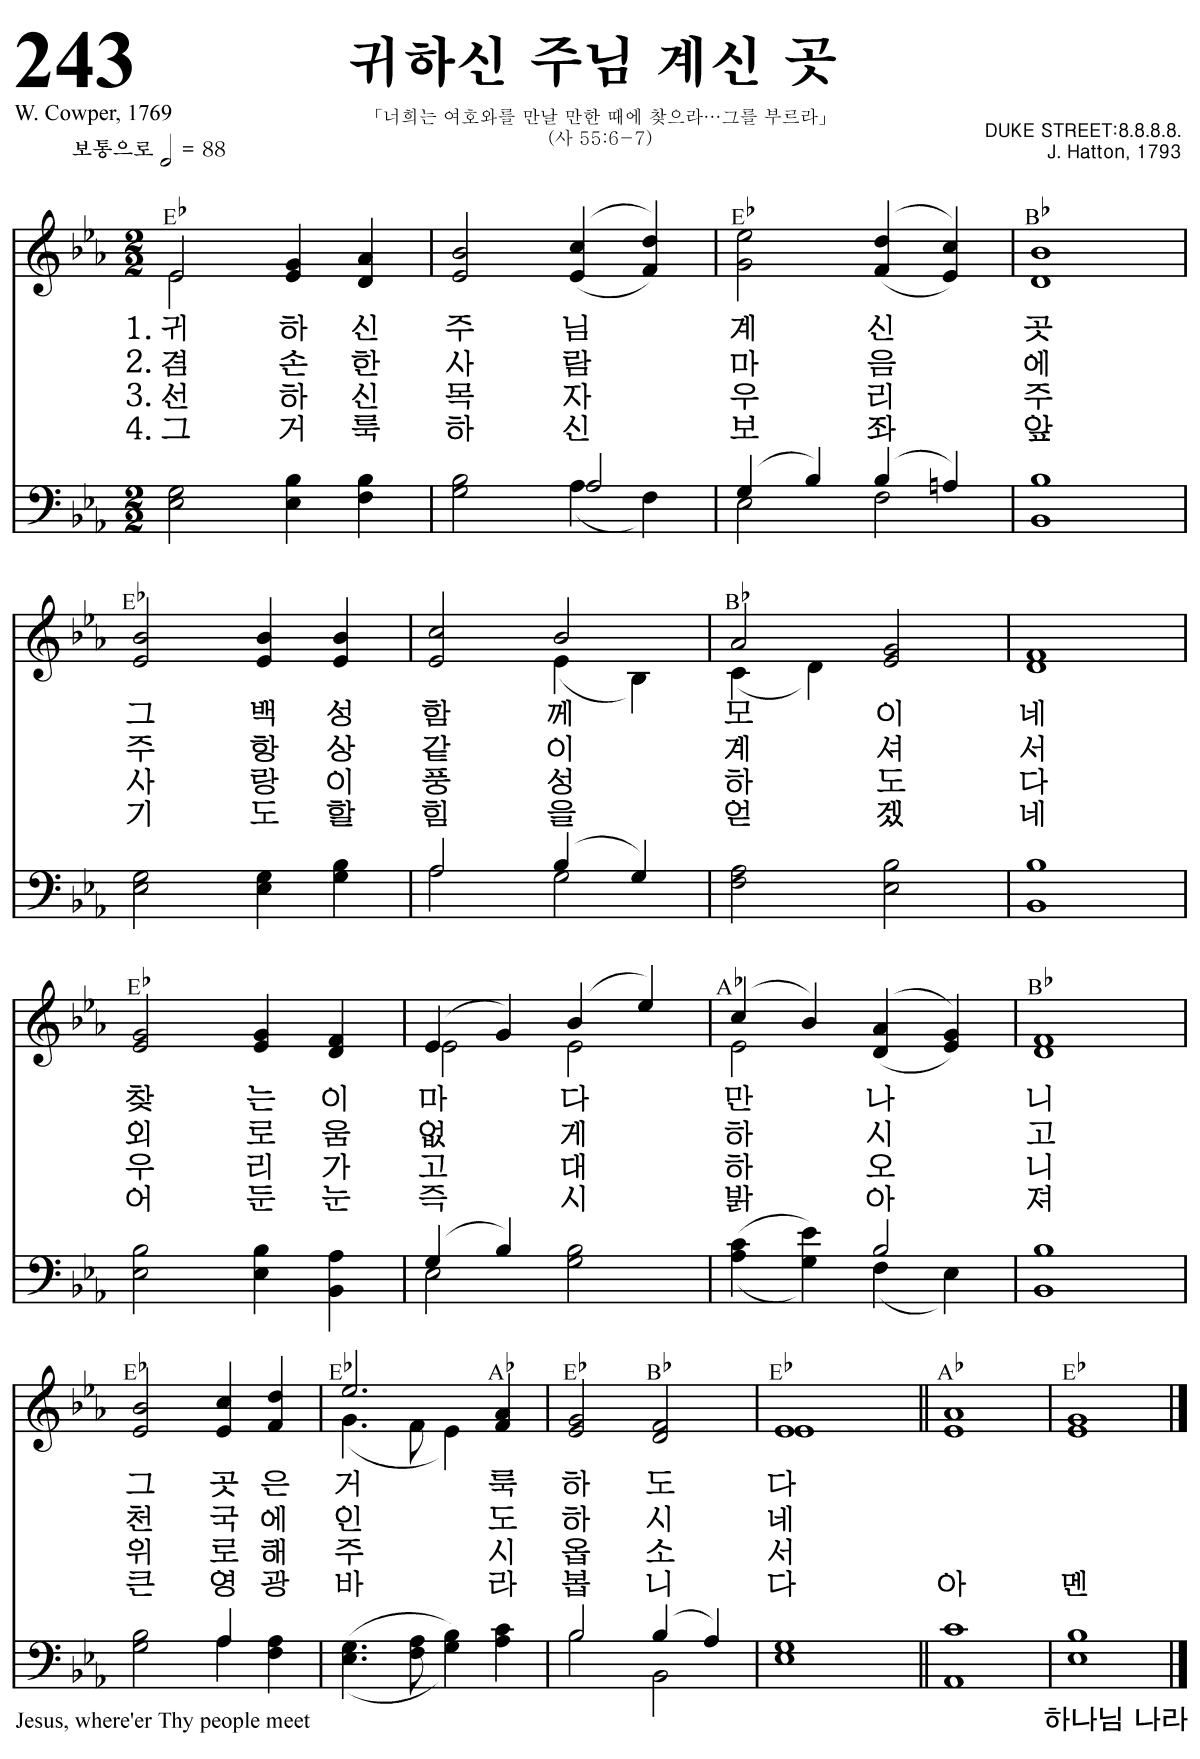 243
귀하신 주님 계신 곳
W. Cowper, 1769
「너희는 여호와를 만날 만한 때에 찾으라…그를 부르라」
(사 55:6-7)
보통으로 = 88
DUKE STREET:8.8.8.8.
J. Hatton, 1793
E♭ E♭ B♭
2 2
1. 귀 하 신 주 님 계 신 곳
2. 겸 손 한 사 람 마 음 에
3. 선 하 신 목 자 우 리 주
4. 그 거 룩 하 신 보 좌 앞
2 2
E♭ B♭
그 백 성 함 께 모 이 네
주 항 상 같 이 계 셔 서
사 랑 이 풍 성 하 도 다
기 도 할 힘 을 얻 겠 네
E♭ A♭ B♭
찾 는 이 마 다 만 나 니
외 로 움 없 게 하 시 고
우 리 가 고 대 하 오 니
어 둔 눈 즉 시 밝 아 져
E♭ E♭ A♭ E♭ B♭ E♭ A♭ E♭
그 곳 은 거 룩 하 도 다
천 국 에 인 도 하 시 네
위 로 해 주 시 옵 소 서
큰 영 광 바 라 봅 니 다 아 멘
Jesus, where'er Thy people meet
하나님 나라